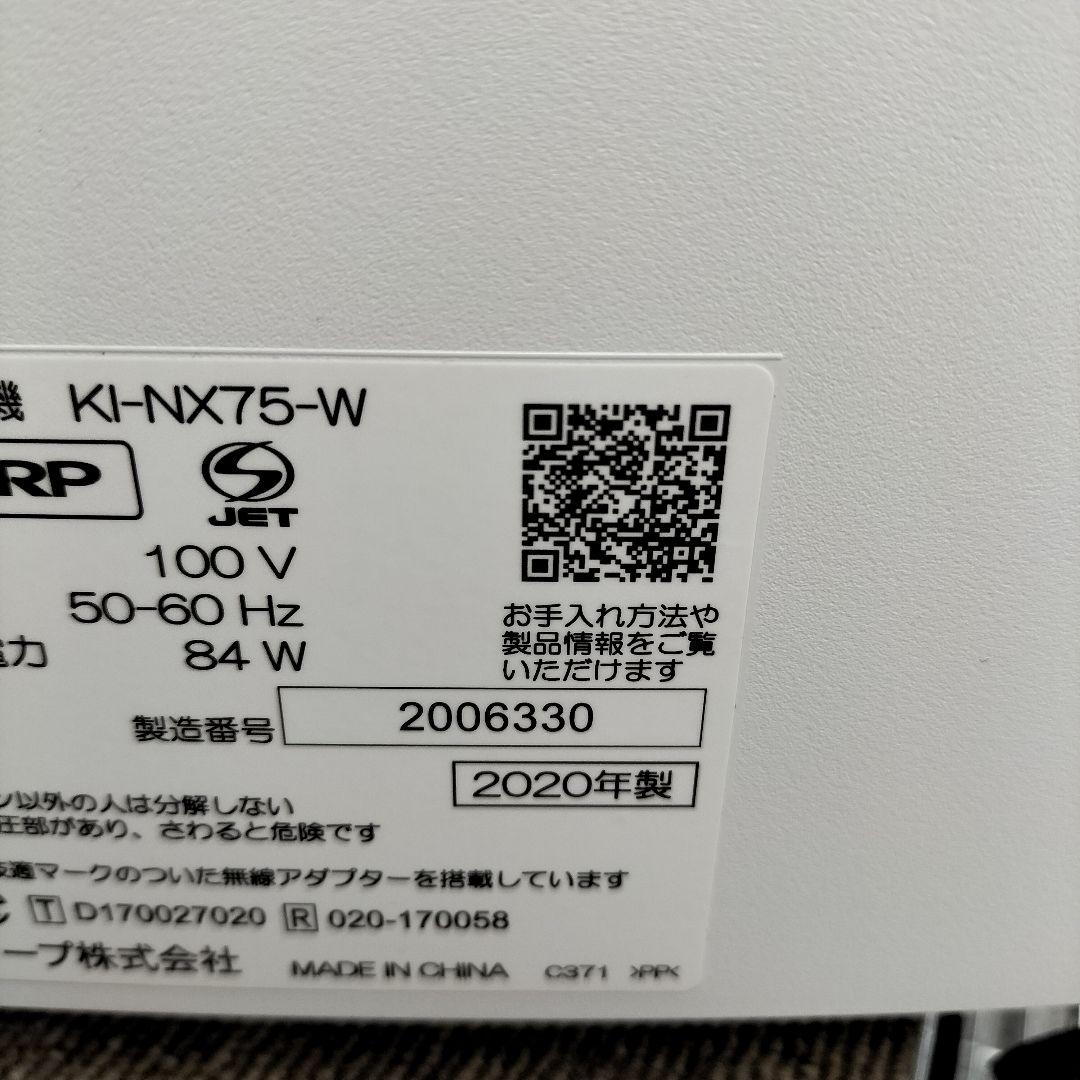 機 KI-NX75-W
RP
JET
100 V
50-60 Hz
電力 84 W
お手入れ方法や
製品情報をご覧
いただけます
製造番号 2006330
2020年製
ン以外の人は分解しない
圧部があり、さわると危険です
適マークのついた無線アダプターを搭載しています
T D170027020 R 020-170058
ープ株式会社 MADE IN CHINA C371 >PP<